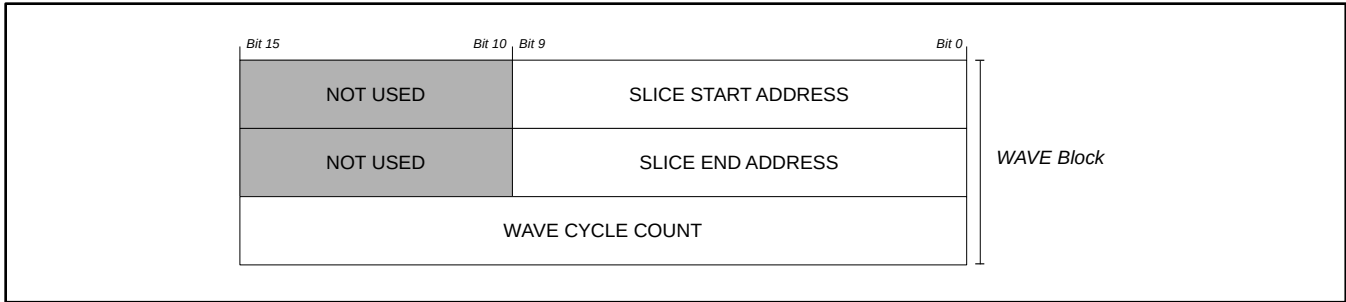 Bit 15 Bit 10 Bit 9 Bit 0
NOT USED SLICE START ADDRESS
NOT USED SLICE END ADDRESS
WAVE Block
WAVE CYCLE COUNT